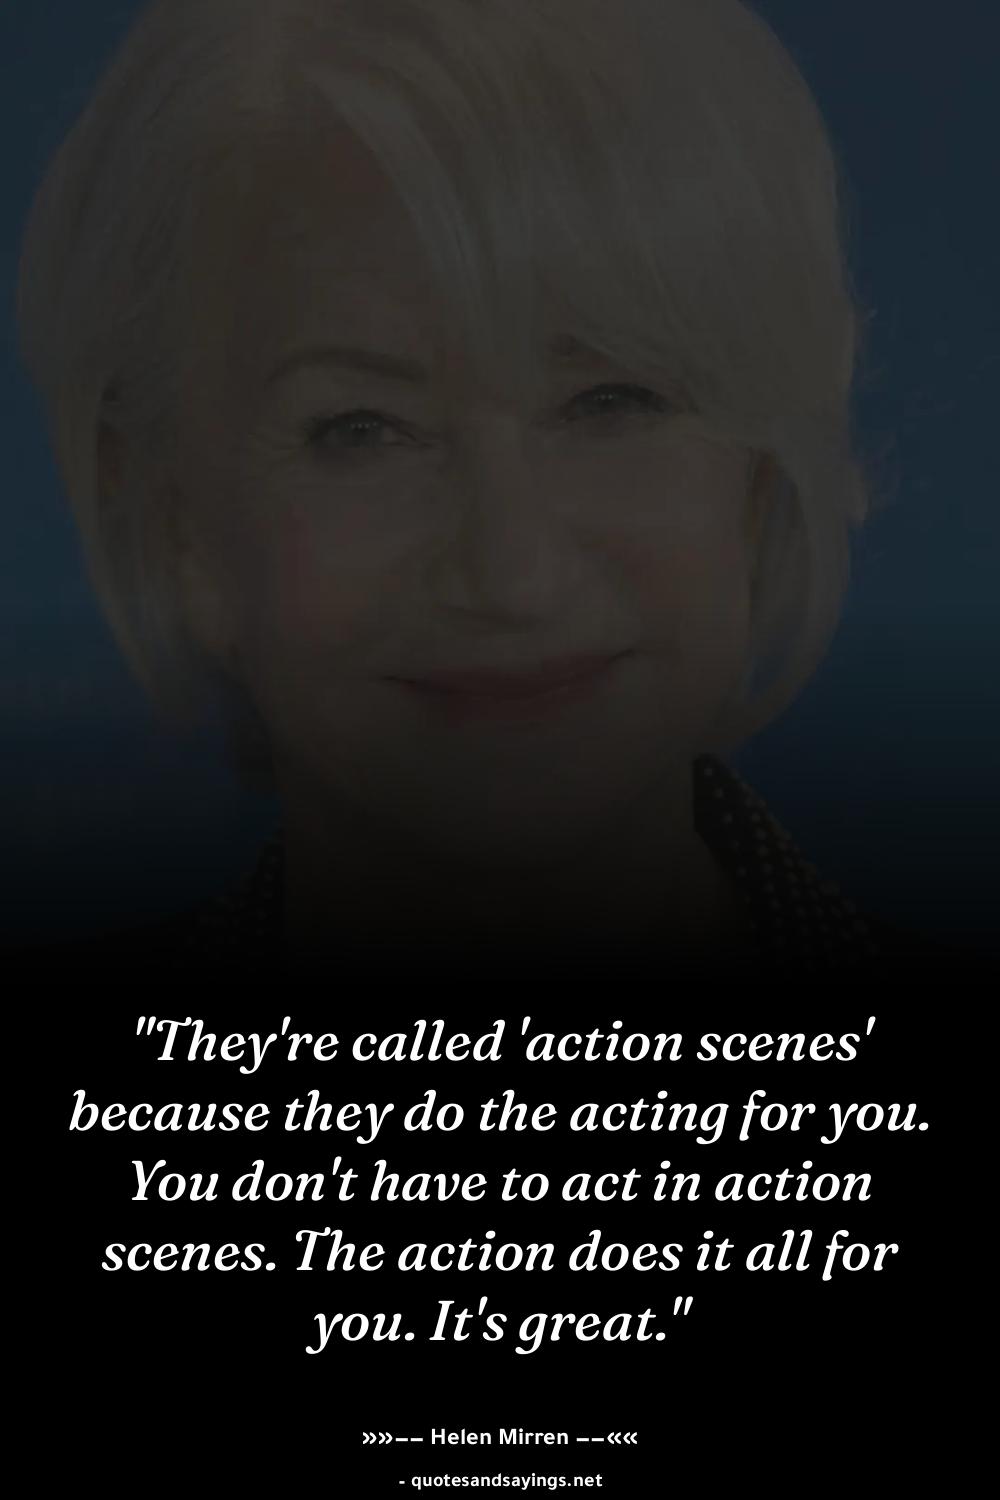 "They're called 'action scenes'
because they do the acting for you.
You don't have to act in action
scenes. The action does it all for
you. It's great."
»»−− Helen Mirren −−««
- quotesandsayings.net